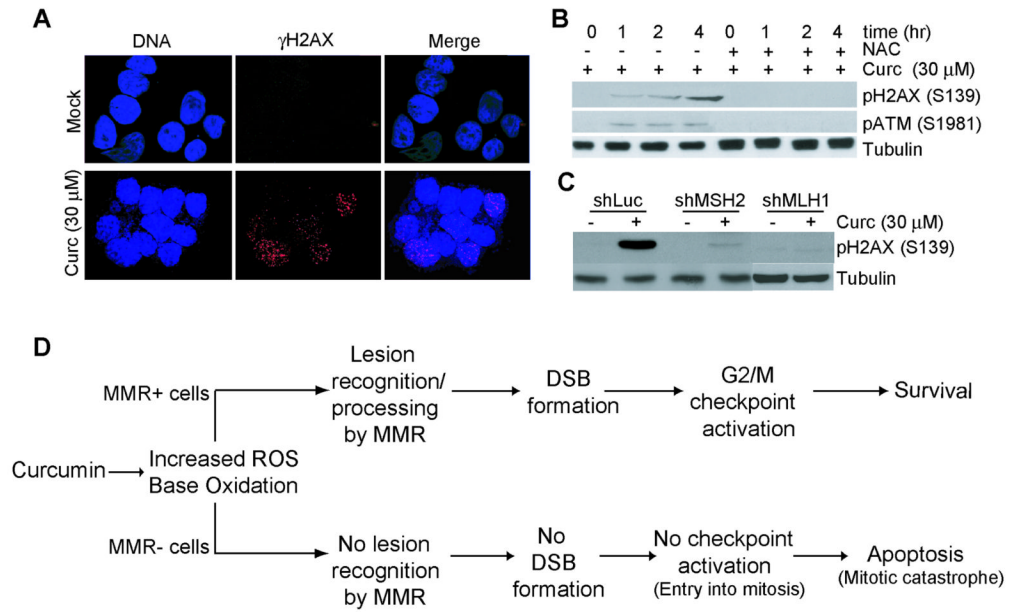 A
DNA
γH2AX
Merge
Mock
Curc (30 μM)
B
0 1 2 4 0 1 2 4 time (hr)
- - - - + + + + NAC
+ + + + + + + + Curc (30 μM)
pH2AX (S139)
pATM (S1981)
Tubulin
C
shLuc shMSH2 shMLH1
- + - + - + Curc (30 μM)
pH2AX (S139)
Tubulin
D
Curcumin
Increased ROS
Base Oxidation
MMR+ cells
Lesion
recognition/
processing
by MMR
DSB
formation
G2/M
checkpoint
activation
Survival
MMR- cells
No lesion
recognition
by MMR
No
DSB
formation
No checkpoint
activation
(Entry into mitosis)
Apoptosis
(Mitotic catastrophe)